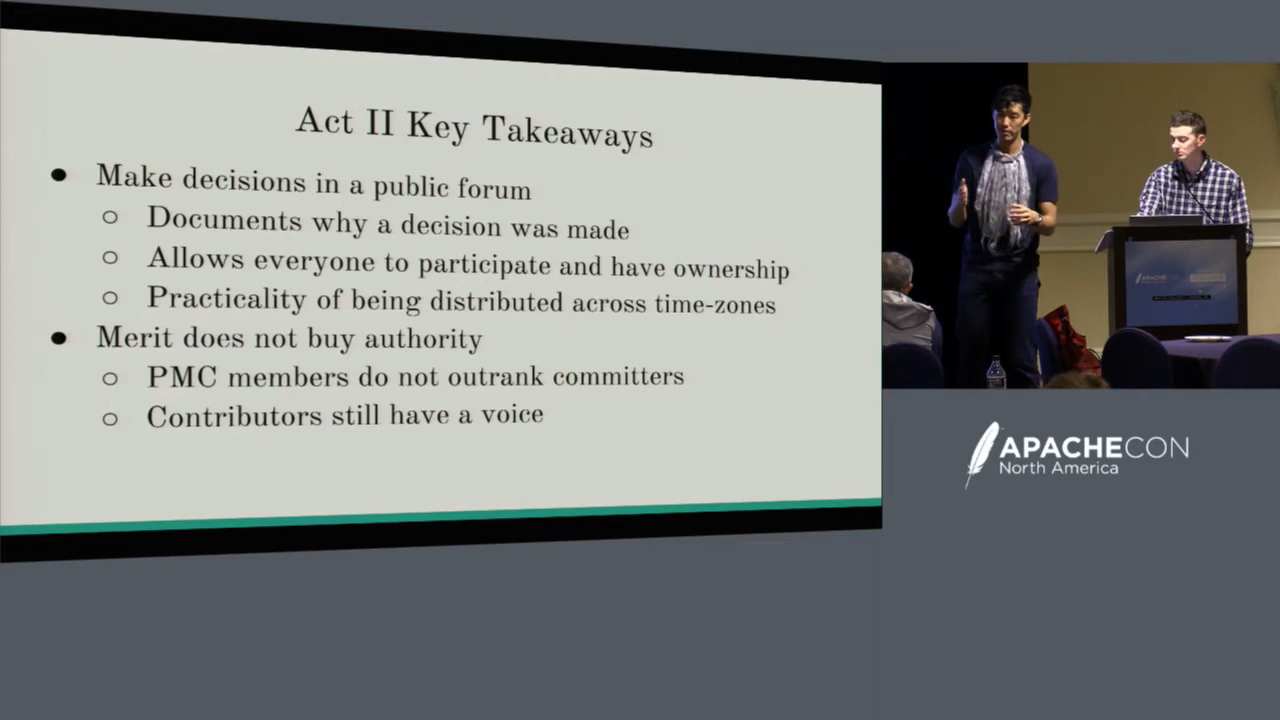 Act II Key Takeaways
● Make decisions in a public forum
○ Documents why a decision was made
○ Allows everyone to participate and have ownership
○ Practicality of being distributed across time-zones
● Merit does not buy authority
○ PMC members do not outrank committers
○ Contributors still have a voice
APACHECON
North America